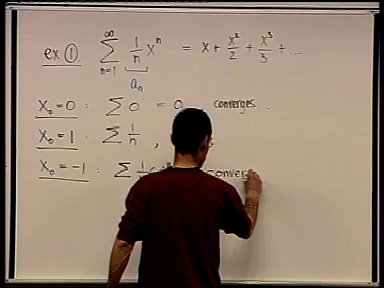 ex ①. ∑_{n=1}^{∞} 1/n xⁿ = x + x²/2 + x³/3 + ...
aₙ
x₀ = 0 : ∑ 0 = 0 converges.
x₀ = 1 : ∑ 1/n ,
x₀ = -1 : ∑ 1/n conver